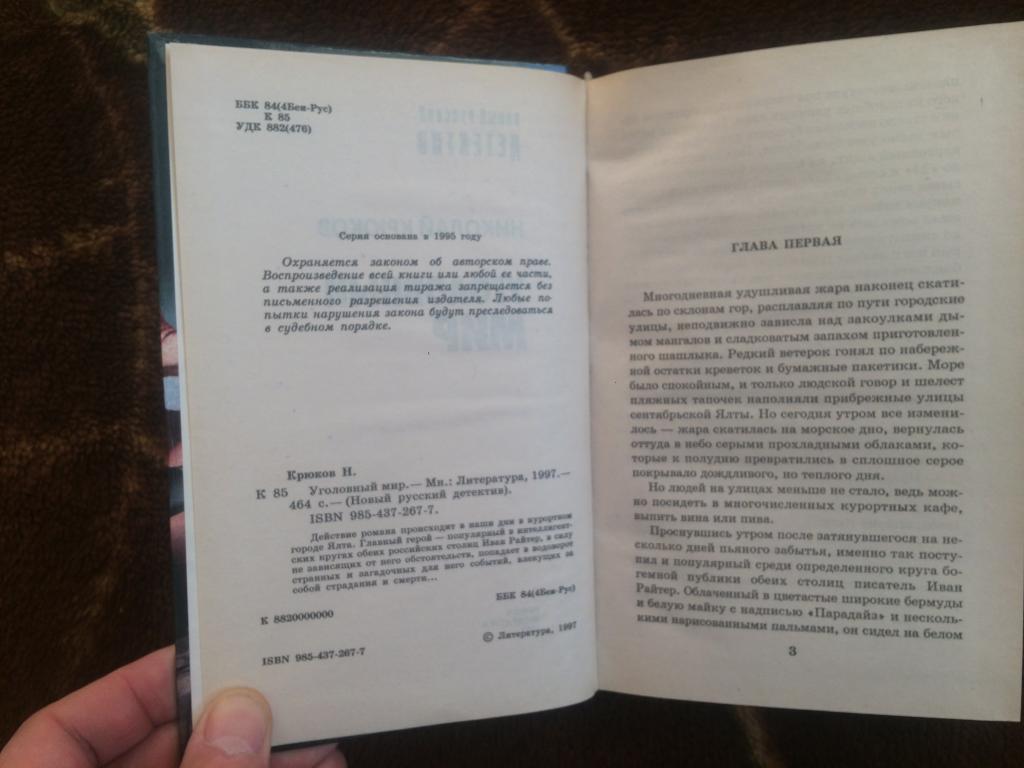 ББК 84(4Беи-Рус)
К 85
УДК 882(476)
Серия основана в 1995 году
Охраняется законом об авторском праве.
Воспроизведение всей книги или любой ее части,
а также реализация тиража запрещается без
письменного разрешения издателя. Любые по-
пытки нарушения закона будут преследоваться
в судебном порядке.
Крюков Н.
К 85 Уголовный мир.— Мн.: Литература, 1997.—
464 с.— (Новый русский детектив).
ISBN 985-437-267-7.
Действие романа происходит в наши дни в курортном
городе Ялта. Главный герой — популярный в интеллигент-
ских кругах обеих российских столиц Иван Райтер, в силу
не зависящих от него обстоятельств, попадает в водоворот
странных и загадочных для него событий, влекущих за
собой страдания и смерти...
ББК 84(4Беи-Рус)
К 8820000000
© Литература, 1997
ISBN 985-437-267-7
ГЛАВА ПЕРВАЯ
Многодневная удушливая жара наконец скати-
лась по склонам гор, расплавляя по пути городские
улицы, неподвижно зависла над закоулками ды-
мом мангалов и сладковатым запахом приготовлен-
ного шашлыка. Редкий ветерок гонял по набереж-
ной остатки креветок и бумажные пакетики. Море
было спокойным, и только людской говор и шелест
пляжных тапочек наполняли прибрежные улицы
сентябрьской Ялты. Но сегодня утром все измени-
лось — жара скатилась на морское дно, вернулась
оттуда в небо серыми прохладными облаками, ко-
торые к полудню превратились в сплошное серое
покрывало дождливого, но теплого дня.
Но людей на улицах меньше не стало, ведь мож-
но посидеть в многочисленных курортных кафе,
выпить вина или пива.
Проснувшись утром после затянувшегося на не-
сколько дней пьяного забытья, именно так посту-
пил и популярный среди определенного круга бо-
гемной публики обеих столиц писатель Иван
Райтер. Облаченный в цветастые широкие бермуды
и белую майку с надписью «Парадайз» и несколь-
кими нарисованными пальмами, он сидел на белом
3